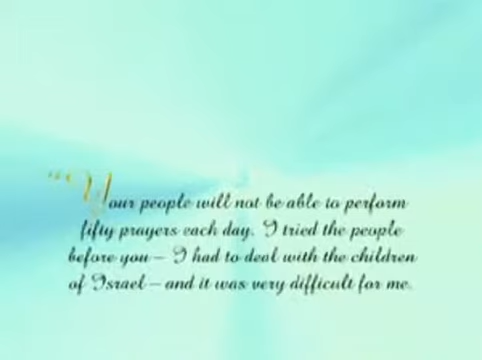 "Your people will not be able to perform
fifty prayers each day. I tried the people
before you – I had to deal with the children
of Israel – and it was very difficult for me.